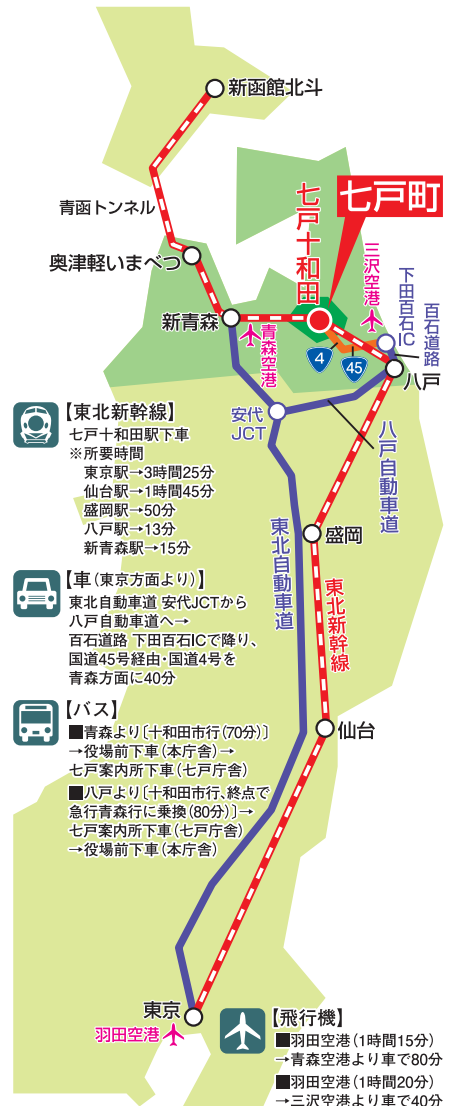 新函館北斗
青函トンネル
奥津軽いまべつ
七戸町
七戸十和田
三沢空港
下田百石IC
百石道路
新青森
青森空港
4
45
八戸
安代
JCT
八戸自動車道
【東北新幹線】
七戸十和田駅下車
※所要時間
東京駅→3時間25分
仙台駅→1時間45分
盛岡駅→50分
八戸駅→13分
新青森駅→15分
盛岡
東北自動車道
東北新幹線
【車（東京方面より）】
東北自動車道 安代JCTから
八戸自動車道へ→
百石道路 下田百石ICで降り、
国道45号経由・国道4号を
青森方面に40分
【バス】
■青森より〔十和田市行（70分）〕
→役場前下車（本庁舎）→
七戸案内所下車（七戸庁舎）
■八戸より〔十和田市行、終点で
急行青森行に乗換（80分）〕→
七戸案内所下車（七戸庁舎）
→役場前下車（本庁舎）
仙台
東京
羽田空港
【飛行機】
■羽田空港（1時間15分）
→青森空港より車で80分
■羽田空港（1時間20分）
→三沢空港より車で40分